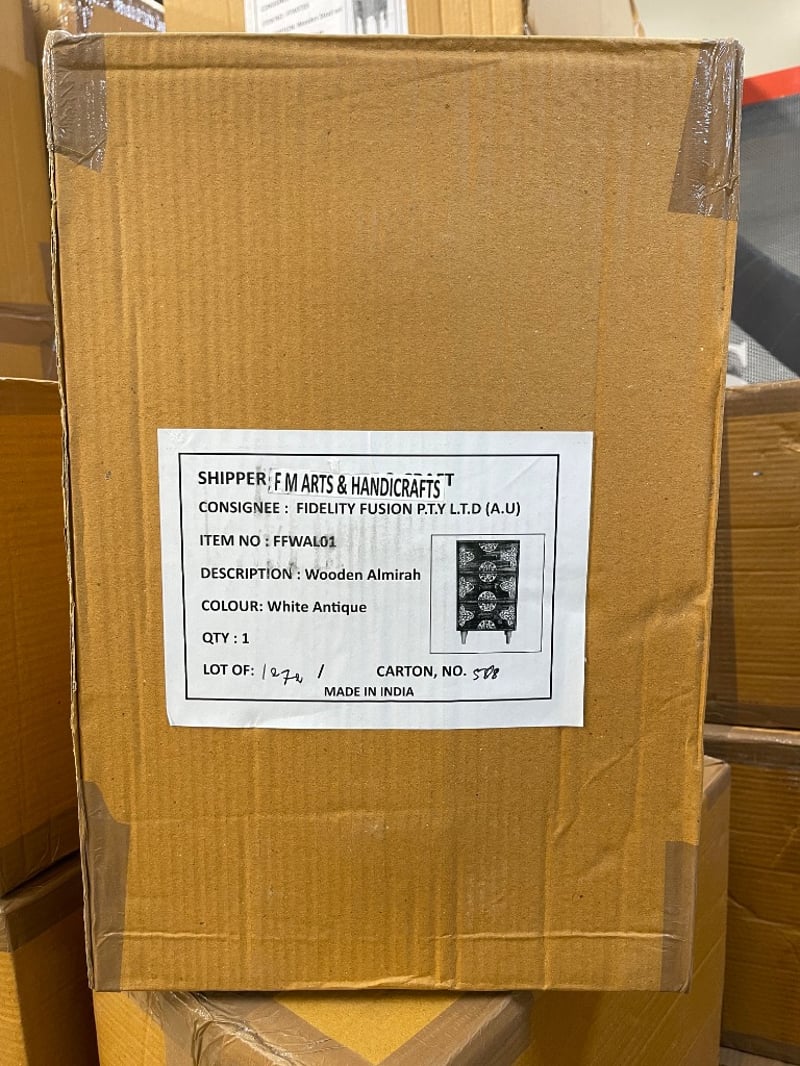 SHIPPER: F M ARTS & HANDICRAFTS
CONSIGNEE : FIDELITY FUSION P.T.Y L.T.D (A.U)
ITEM NO : FFWAL01
DESCRIPTION : Wooden Almirah
COLOUR: White Antique
QTY : 1
LOT OF: 1272 / CARTON, NO. 508
MADE IN INDIA